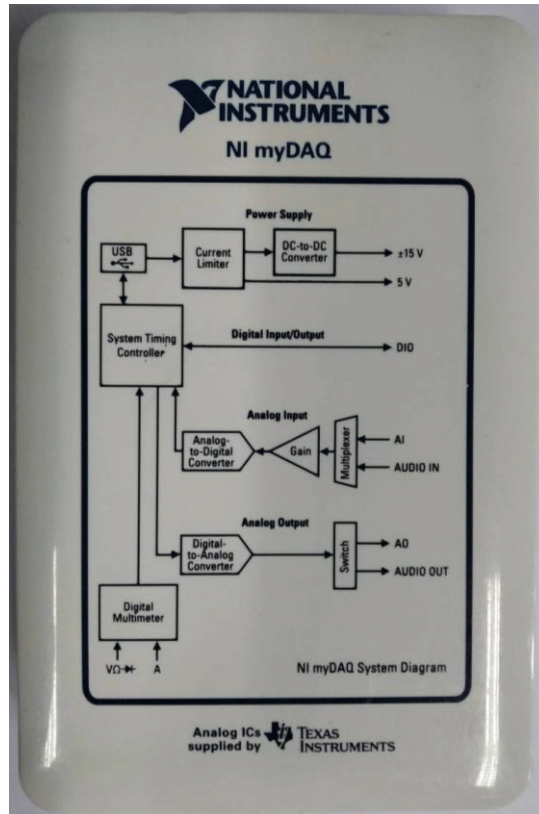 NATIONAL
INSTRUMENTS
NI myDAQ
Power Supply
USB
Current
Limiter
DC-to-DC
Converter
±15 V
5 V
System Timing
Controller
Digital Input/Output
DIO
Analog Input
Analog-
to-Digital
Converter
Gain
Multiplexer
AI
AUDIO IN
Analog Output
Digital-
to-Analog
Converter
Switch
AO
AUDIO OUT
Digital
Multimeter
VΩ
A
NI myDAQ System Diagram
Analog ICs
supplied by
TEXAS
INSTRUMENTS